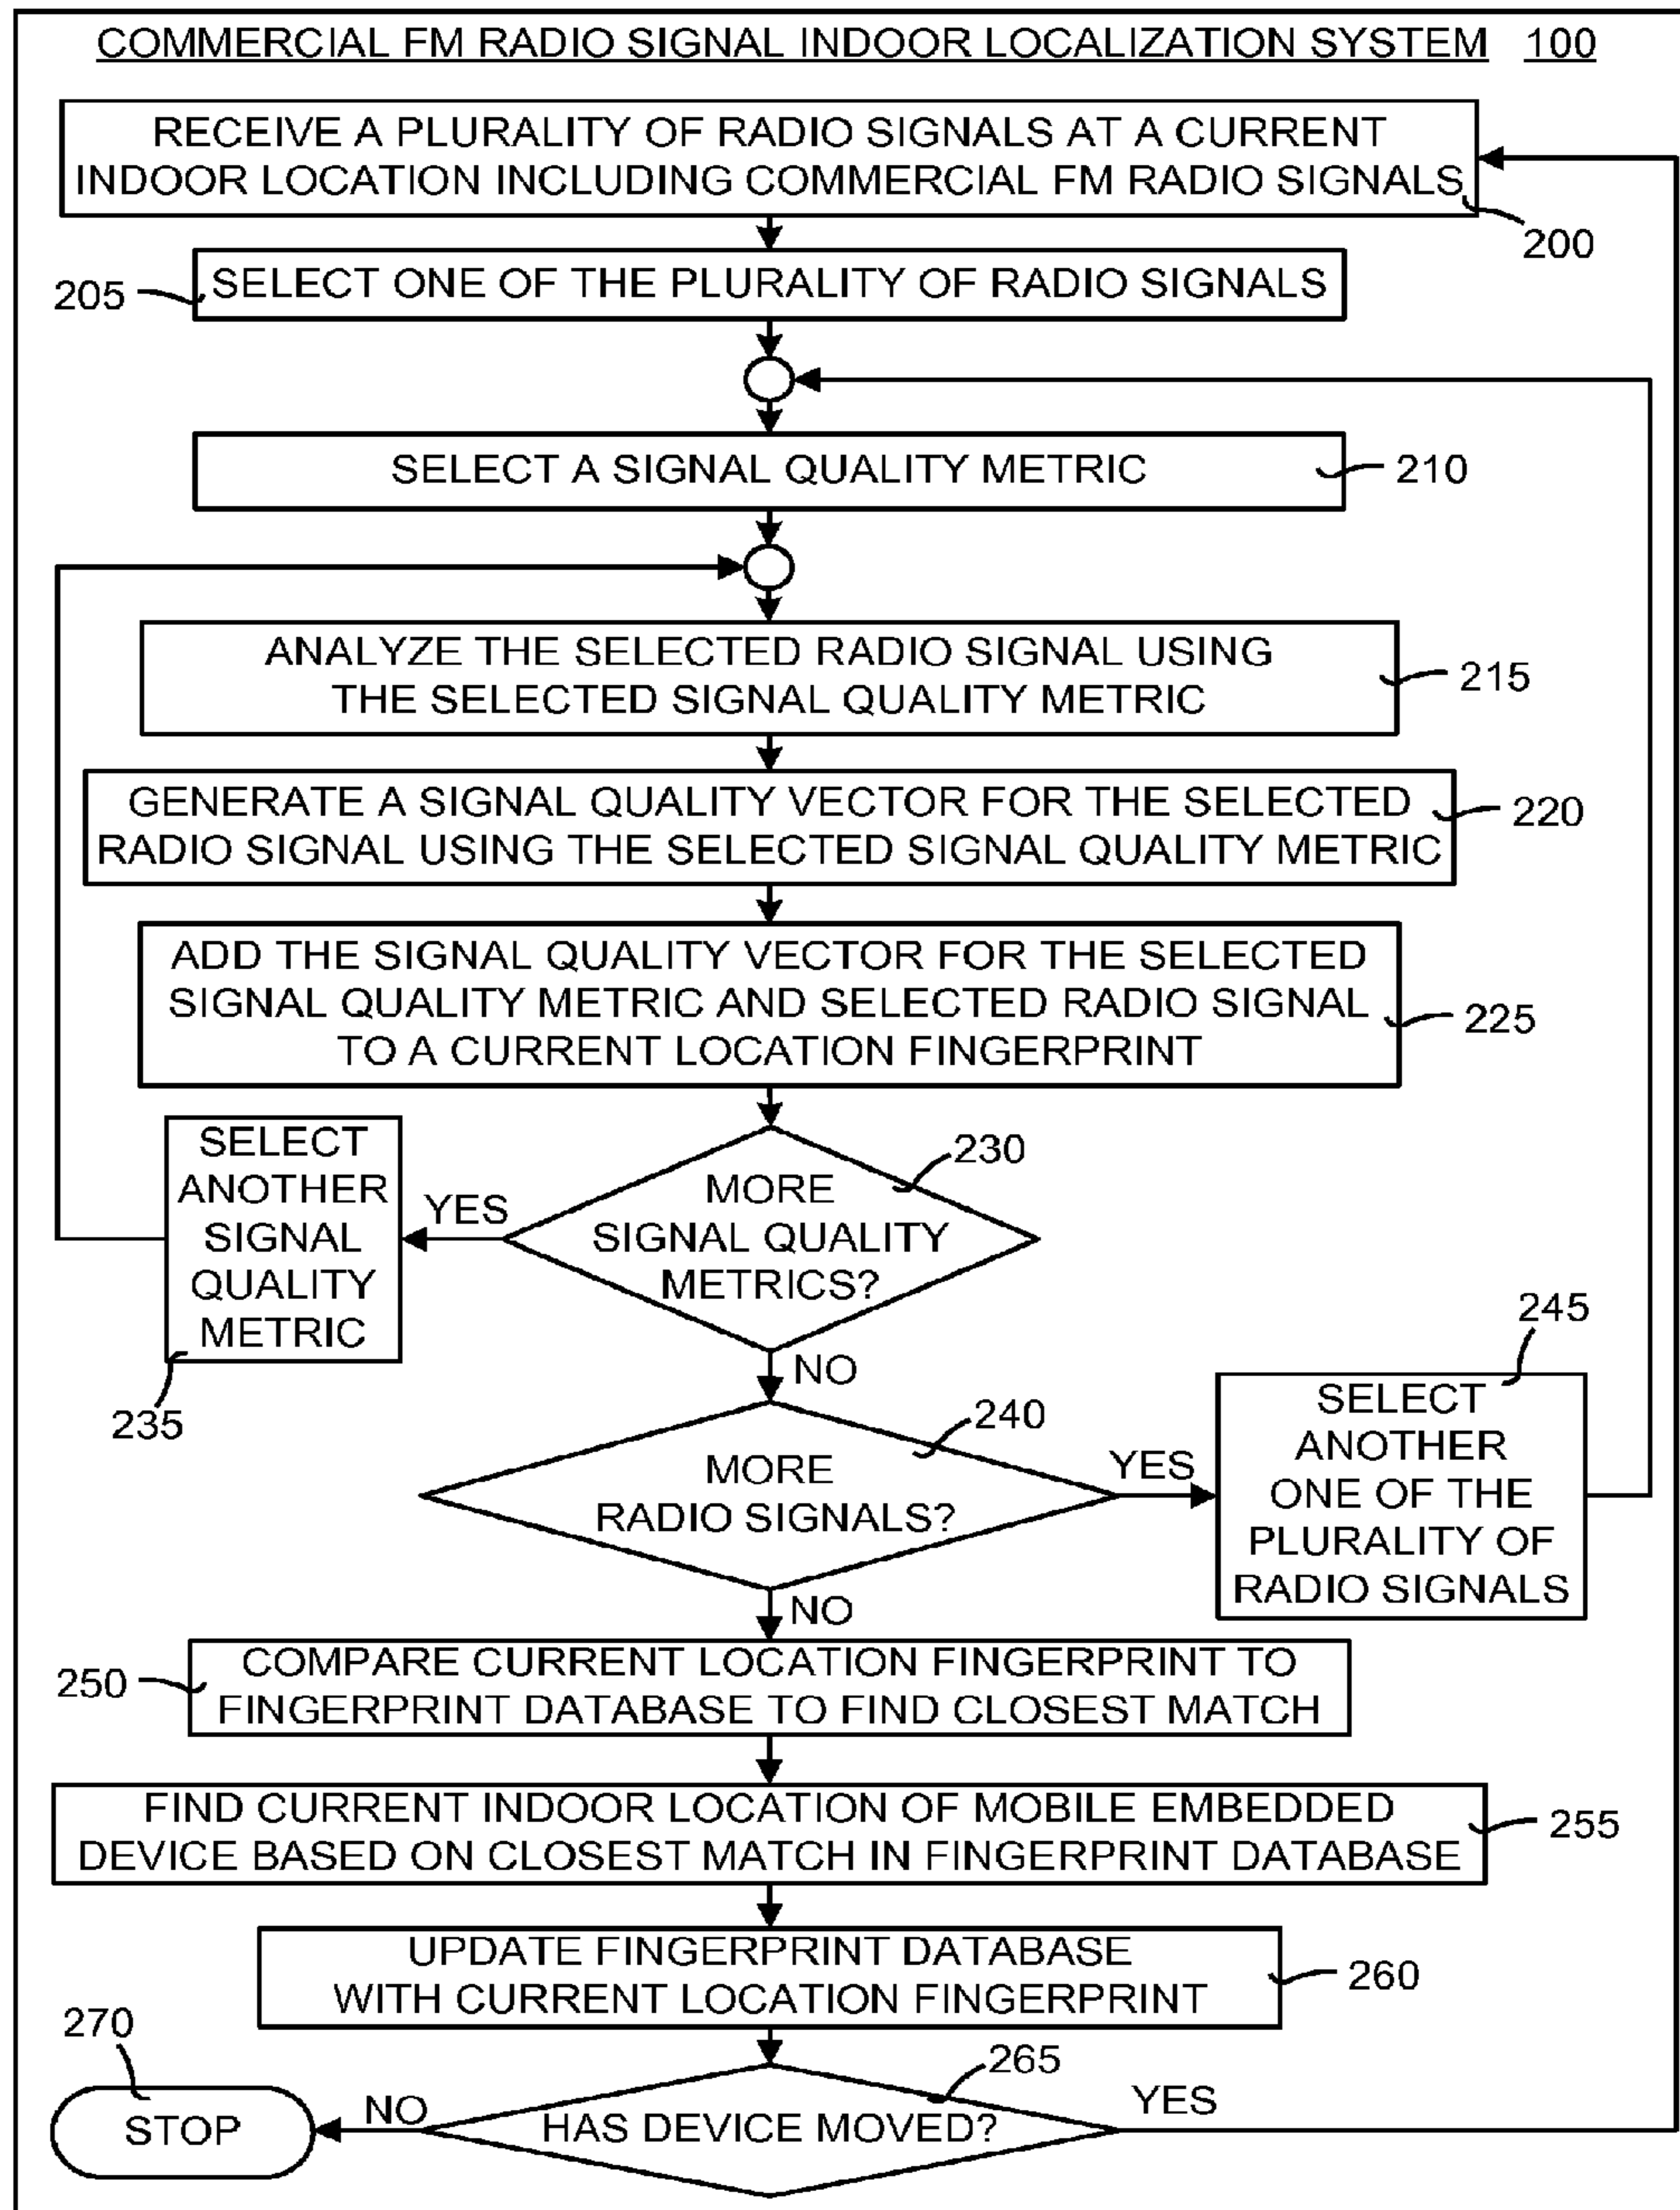 COMMERCIAL FM RADIO SIGNAL INDOOR LOCALIZATION SYSTEM 100
RECEIVE A PLURALITY OF RADIO SIGNALS AT A CURRENT
INDOOR LOCATION INCLUDING COMMERCIAL FM RADIO SIGNALS
200
205
SELECT ONE OF THE PLURALITY OF RADIO SIGNALS
SELECT A SIGNAL QUALITY METRIC
210
ANALYZE THE SELECTED RADIO SIGNAL USING
THE SELECTED SIGNAL QUALITY METRIC
215
GENERATE A SIGNAL QUALITY VECTOR FOR THE SELECTED
RADIO SIGNAL USING THE SELECTED SIGNAL QUALITY METRIC
220
ADD THE SIGNAL QUALITY VECTOR FOR THE SELECTED
SIGNAL QUALITY METRIC AND SELECTED RADIO SIGNAL
TO A CURRENT LOCATION FINGERPRINT
225
230
MORE
SIGNAL QUALITY
METRICS?
YES
SELECT
ANOTHER
SIGNAL
QUALITY
METRIC
235
NO
240
MORE
RADIO SIGNALS?
YES
245
SELECT
ANOTHER
ONE OF THE
PLURALITY OF
RADIO SIGNALS
NO
250
COMPARE CURRENT LOCATION FINGERPRINT TO
FINGERPRINT DATABASE TO FIND CLOSEST MATCH
FIND CURRENT INDOOR LOCATION OF MOBILE EMBEDDED
DEVICE BASED ON CLOSEST MATCH IN FINGERPRINT DATABASE
255
UPDATE FINGERPRINT DATABASE
WITH CURRENT LOCATION FINGERPRINT
260
265
HAS DEVICE MOVED?
YES
NO
270
STOP